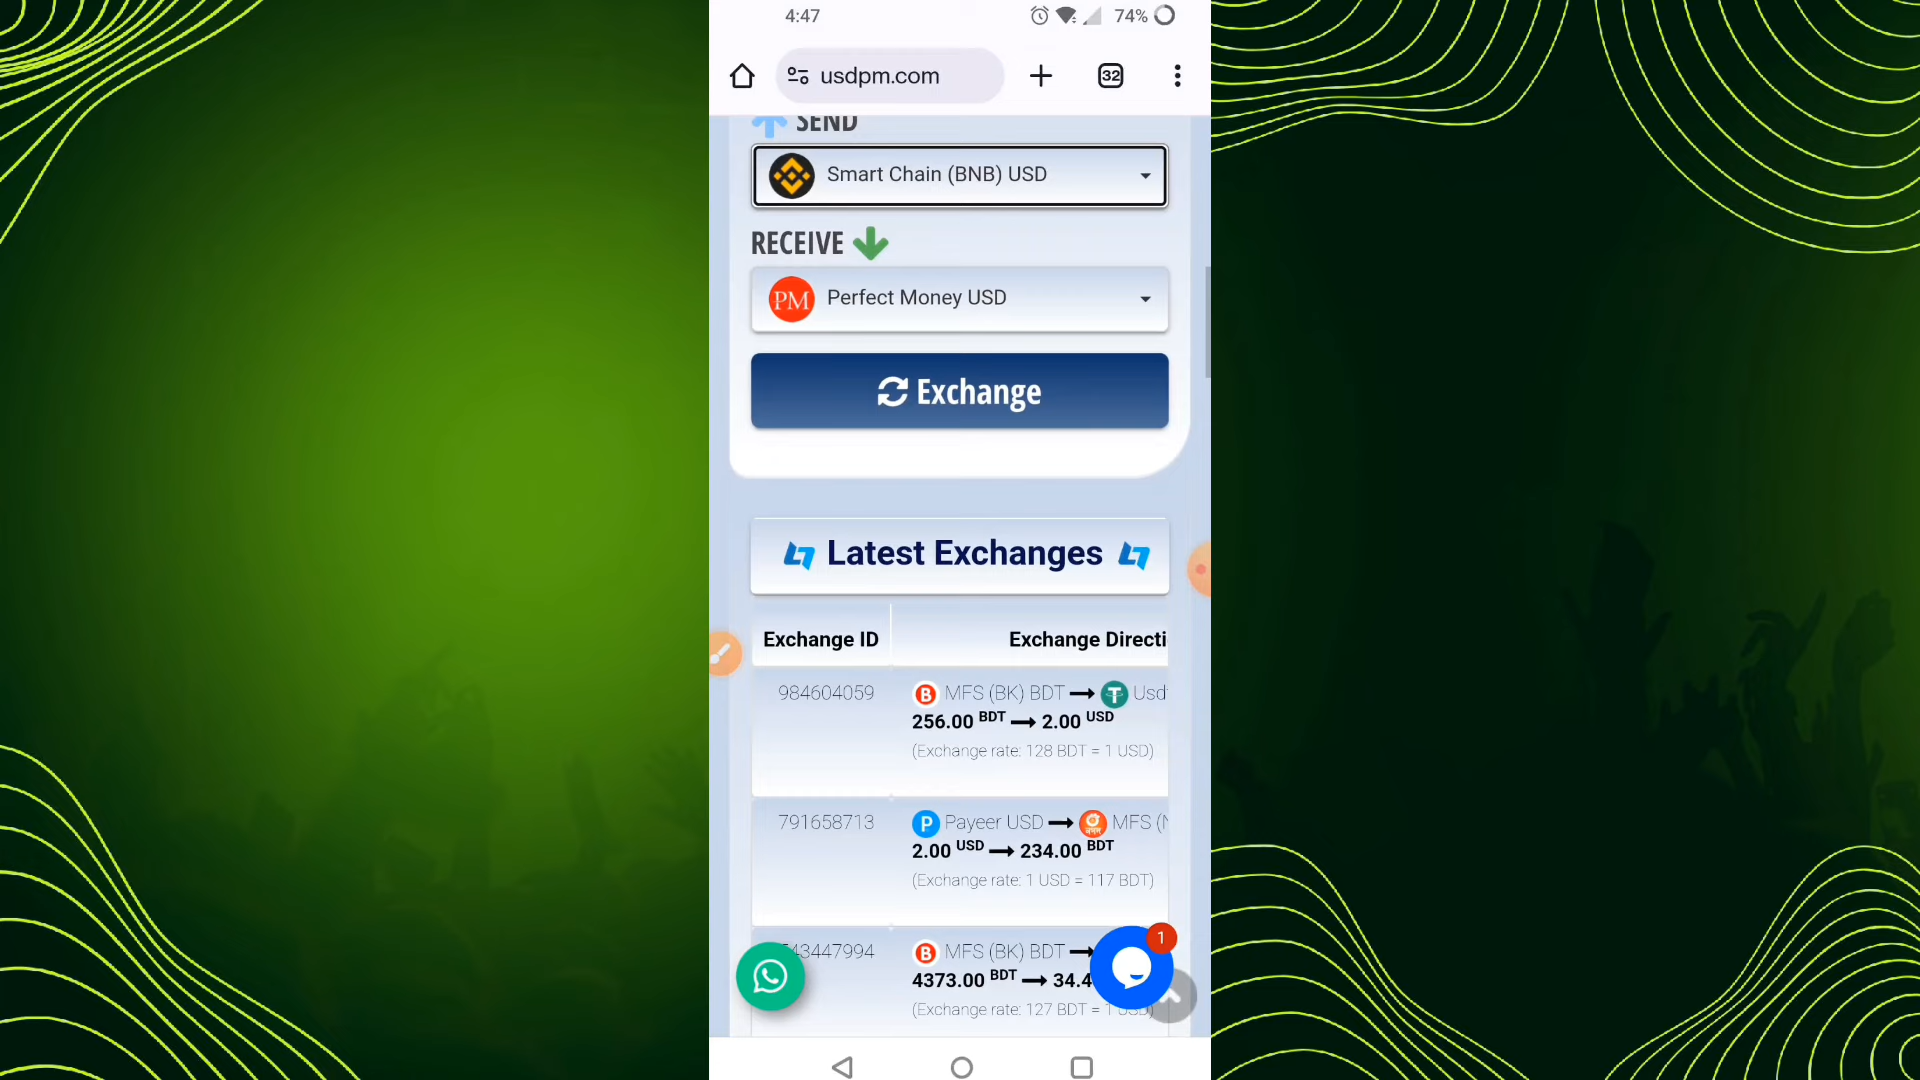 4:47
74%
usdpm.com
32
SEND
Smart Chain (BNB) USD
RECEIVE
PM Perfect Money USD
Exchange
Latest Exchanges
Exchange ID
Exchange Directi
984604059
B MFS (BK) BDT → T Usd
256.00 BDT → 2.00 USD
(Exchange rate: 128 BDT = 1 USD)
791658713
P Payeer USD → MFS (
2.00 USD → 234.00 BDT
(Exchange rate: 1 USD = 117 BDT)
43447994
B MFS (BK) BDT →
4373.00 BDT → 34.4
(Exchange rate: 127 BDT = 1 USD)
1